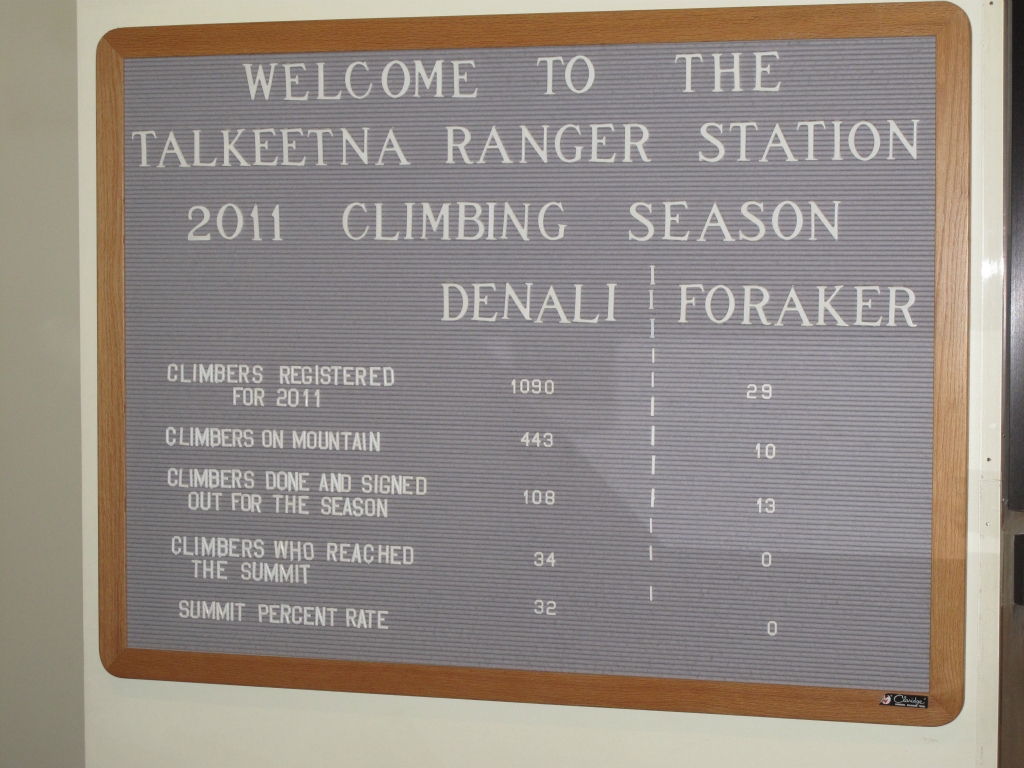 WELCOME TO THE
TALKEETNA RANGER STATION
2011 CLIMBING SEASON
DENALI FORAKER
CLIMBERS REGISTERED
FOR 2011 1090 29
CLIMBERS ON MOUNTAIN 443 10
CLIMBERS DONE AND SIGNED
OUT FOR THE SEASON 108 13
CLIMBERS WHO REACHED
THE SUMMIT 34 0
SUMMIT PERCENT RATE 32 0
Claridge